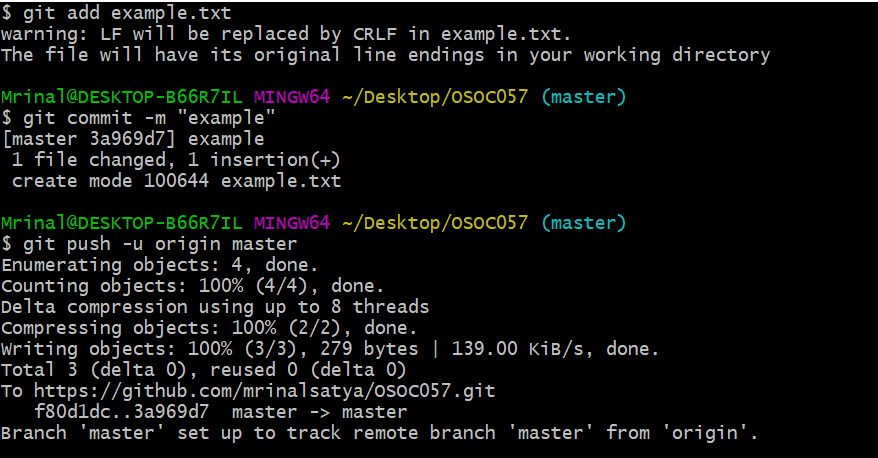 $ git add example.txt
warning: LF will be replaced by CRLF in example.txt.
The file will have its original line endings in your working directory
Mrinal@DESKTOP-B66R7IL MINGW64 ~/Desktop/OSOC057 (master)
$ git commit -m "example"
[master 3a969d7] example
 1 file changed, 1 insertion(+)
 create mode 100644 example.txt
Mrinal@DESKTOP-B66R7IL MINGW64 ~/Desktop/OSOC057 (master)
$ git push -u origin master
Enumerating objects: 4, done.
Counting objects: 100% (4/4), done.
Delta compression using up to 8 threads
Compressing objects: 100% (2/2), done.
Writing objects: 100% (3/3), 279 bytes | 139.00 KiB/s, done.
Total 3 (delta 0), reused 0 (delta 0)
To https://github.com/mrinalsatya/OSOC057.git
   f80d1dc..3a969d7  master -> master
Branch 'master' set up to track remote branch 'master' from 'origin'.